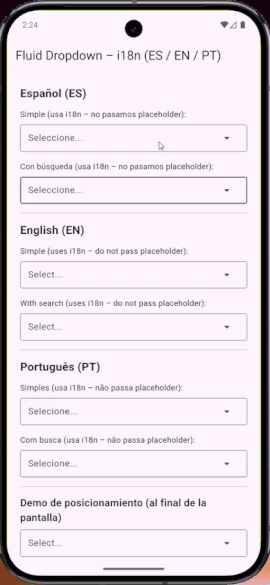 2:24
Fluid Dropdown – i18n (ES / EN / PT)
Español (ES)
Simple (usa i18n – no pasamos placeholder):
Seleccione...
Con búsqueda (usa i18n – no pasamos placeholder):
Seleccione...
English (EN)
Simple (uses i18n – do not pass placeholder):
Select...
With search (uses i18n – do not pass placeholder):
Select...
Português (PT)
Simples (usa i18n – não passa placeholder):
Selecione...
Com busca (usa i18n – não passa placeholder):
Selecione...
Demo de posicionamiento (al final de la
pantalla)
Select...